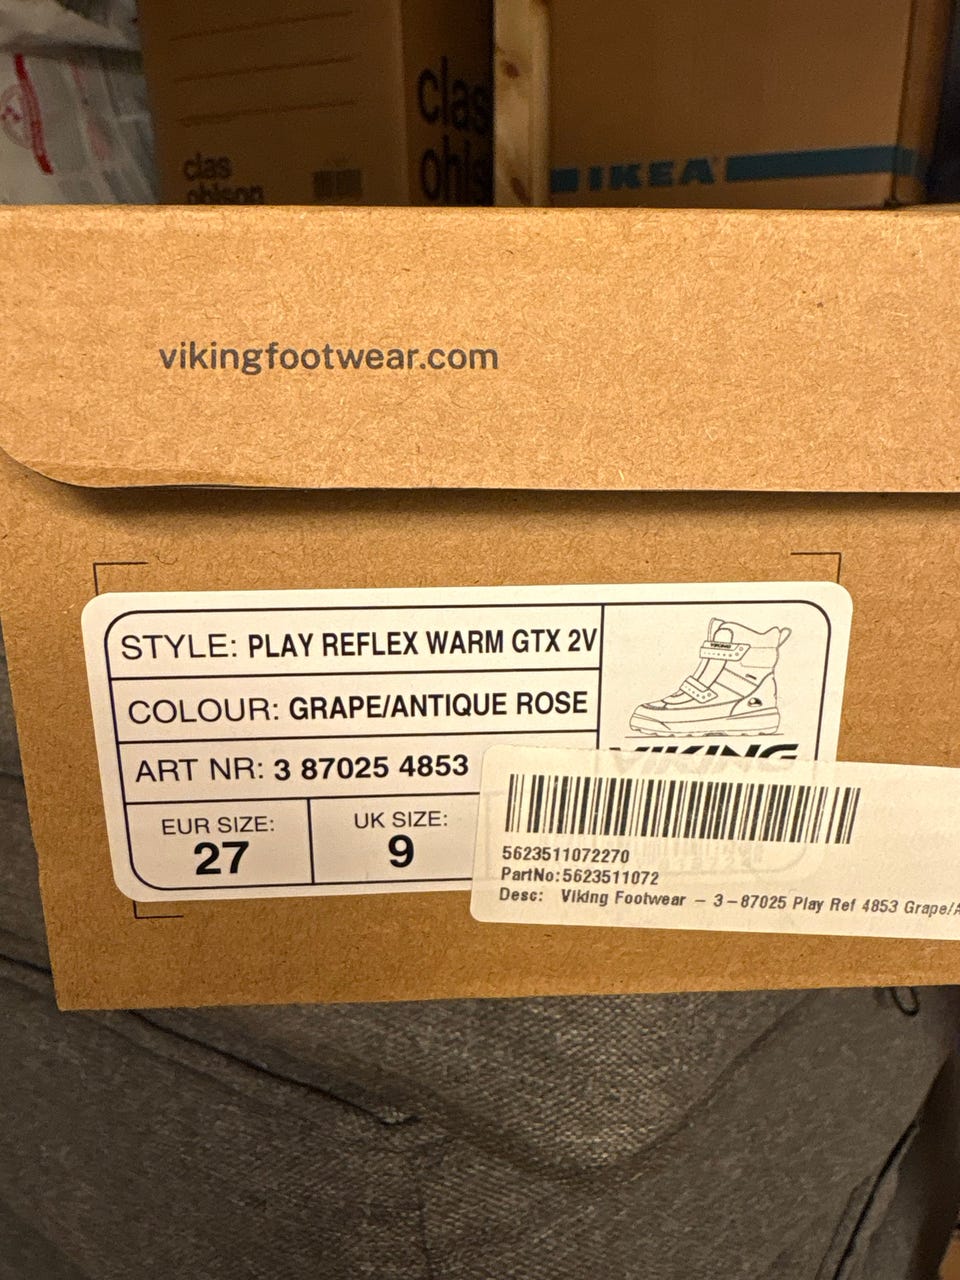 clas
ohlson
clas
ohls
IKEA
vikingfootwear.com
STYLE: PLAY REFLEX WARM GTX 2V
COLOUR: GRAPE/ANTIQUE ROSE
ART NR: 3 87025 4853
EUR SIZE:
27
UK SIZE:
9
VIKING
VIKING
5623511072270
PartNo:5623511072
Desc: Viking Footwear - 3-87025 Play Ref 4853 Grape/A